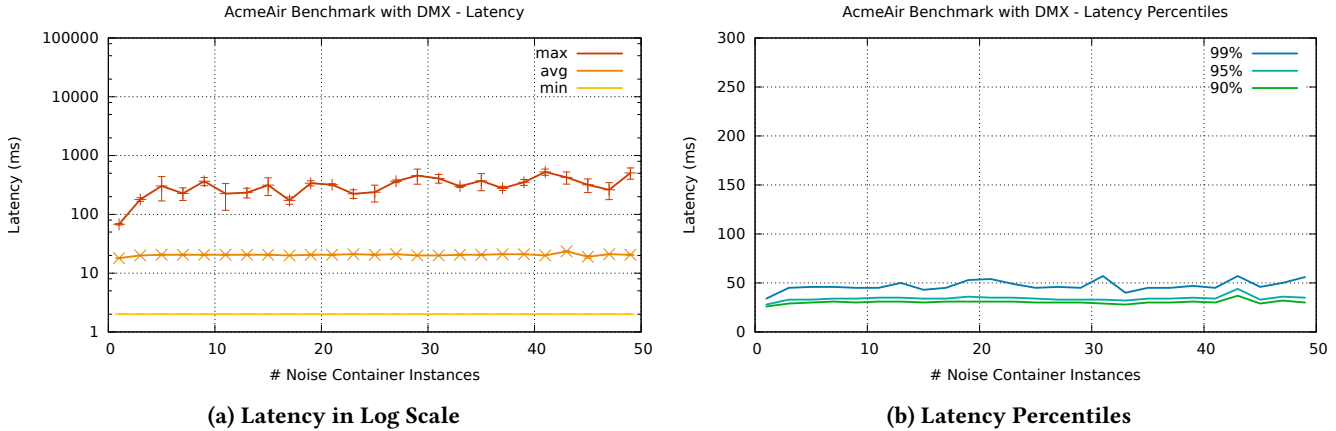 AcmeAir Benchmark with DMX - Latency
100000
10000
1000
100
10
1
Latency (ms)
max
avg
min
0 10 20 30 40 50
# Noise Container Instances
(a) Latency in Log Scale
AcmeAir Benchmark with DMX - Latency Percentiles
300
250
200
150
100
50
0
Latency (ms)
99%
95%
90%
0 10 20 30 40 50
# Noise Container Instances
(b) Latency Percentiles